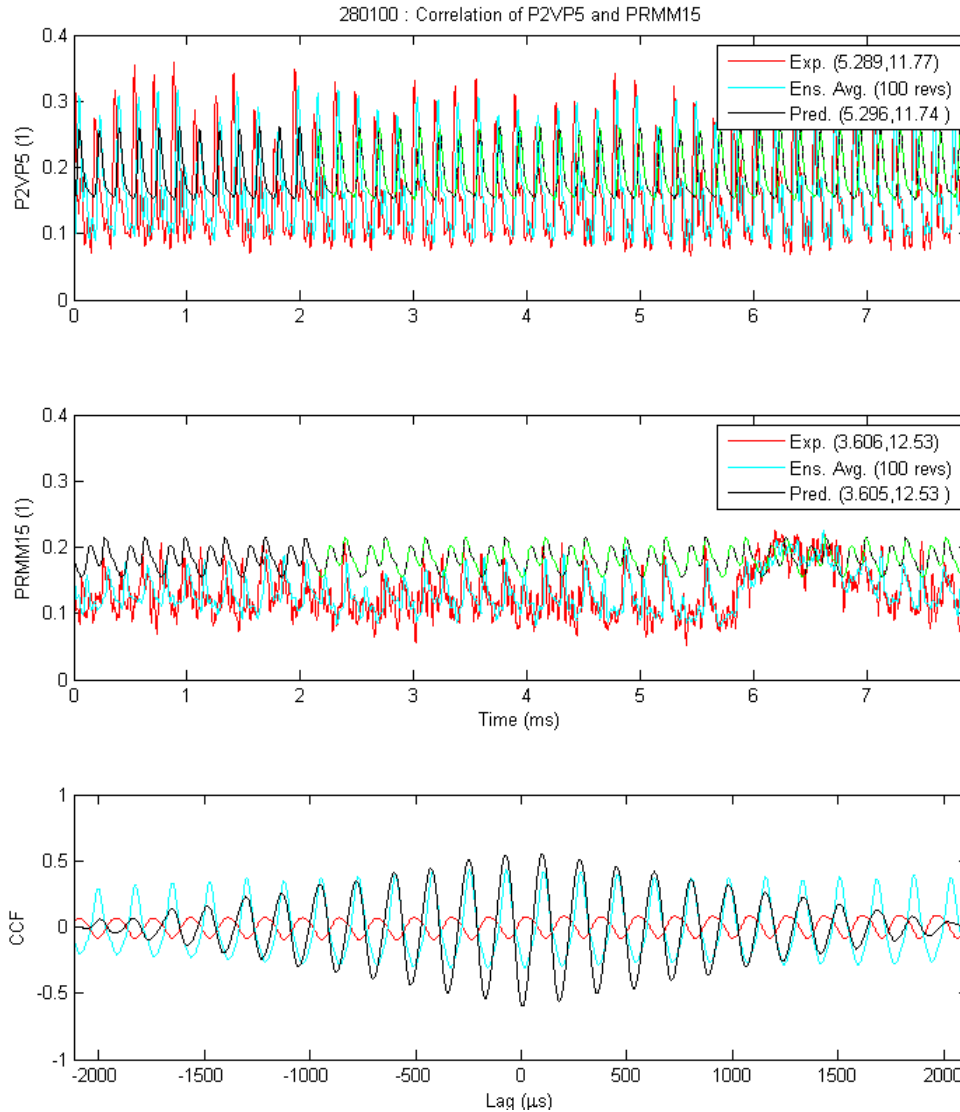 280100 : Correlation of P2VP5 and PRMM15
P2VP5 (1)
0.4
0.3
0.2
0.1
0
0 1 2 3 4 5 6 7
Exp. (5.289,11.77)
Ens. Avg. (100 revs)
Pred. (5.296,11.74 )
PRMM15 (1)
0.4
0.3
0.2
0.1
0
0 1 2 3 4 5 6 7
Time (ms)
Exp. (3.606,12.53)
Ens. Avg. (100 revs)
Pred. (3.605,12.53 )
CCF
1
0.5
0
-0.5
-1
-2000 -1500 -1000 -500 0 500 1000 1500 2000
Lag (μs)